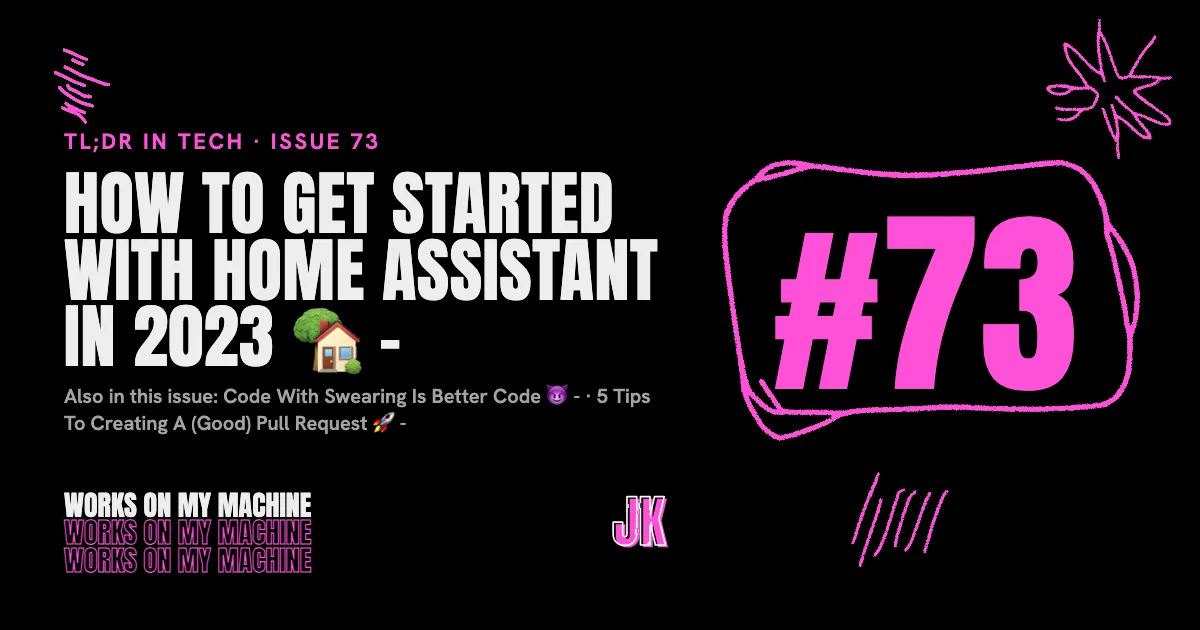 TL;DR IN TECH · ISSUE 73
HOW TO GET STARTED
WITH HOME ASSISTANT
IN 2023 🏡 -
Also in this issue: Code With Swearing Is Better Code 😈 - · 5 Tips
To Creating A (Good) Pull Request 🚀 -
#73
WORKS ON MY MACHINE
WORKS ON MY MACHINE
WORKS ON MY MACHINE
JK